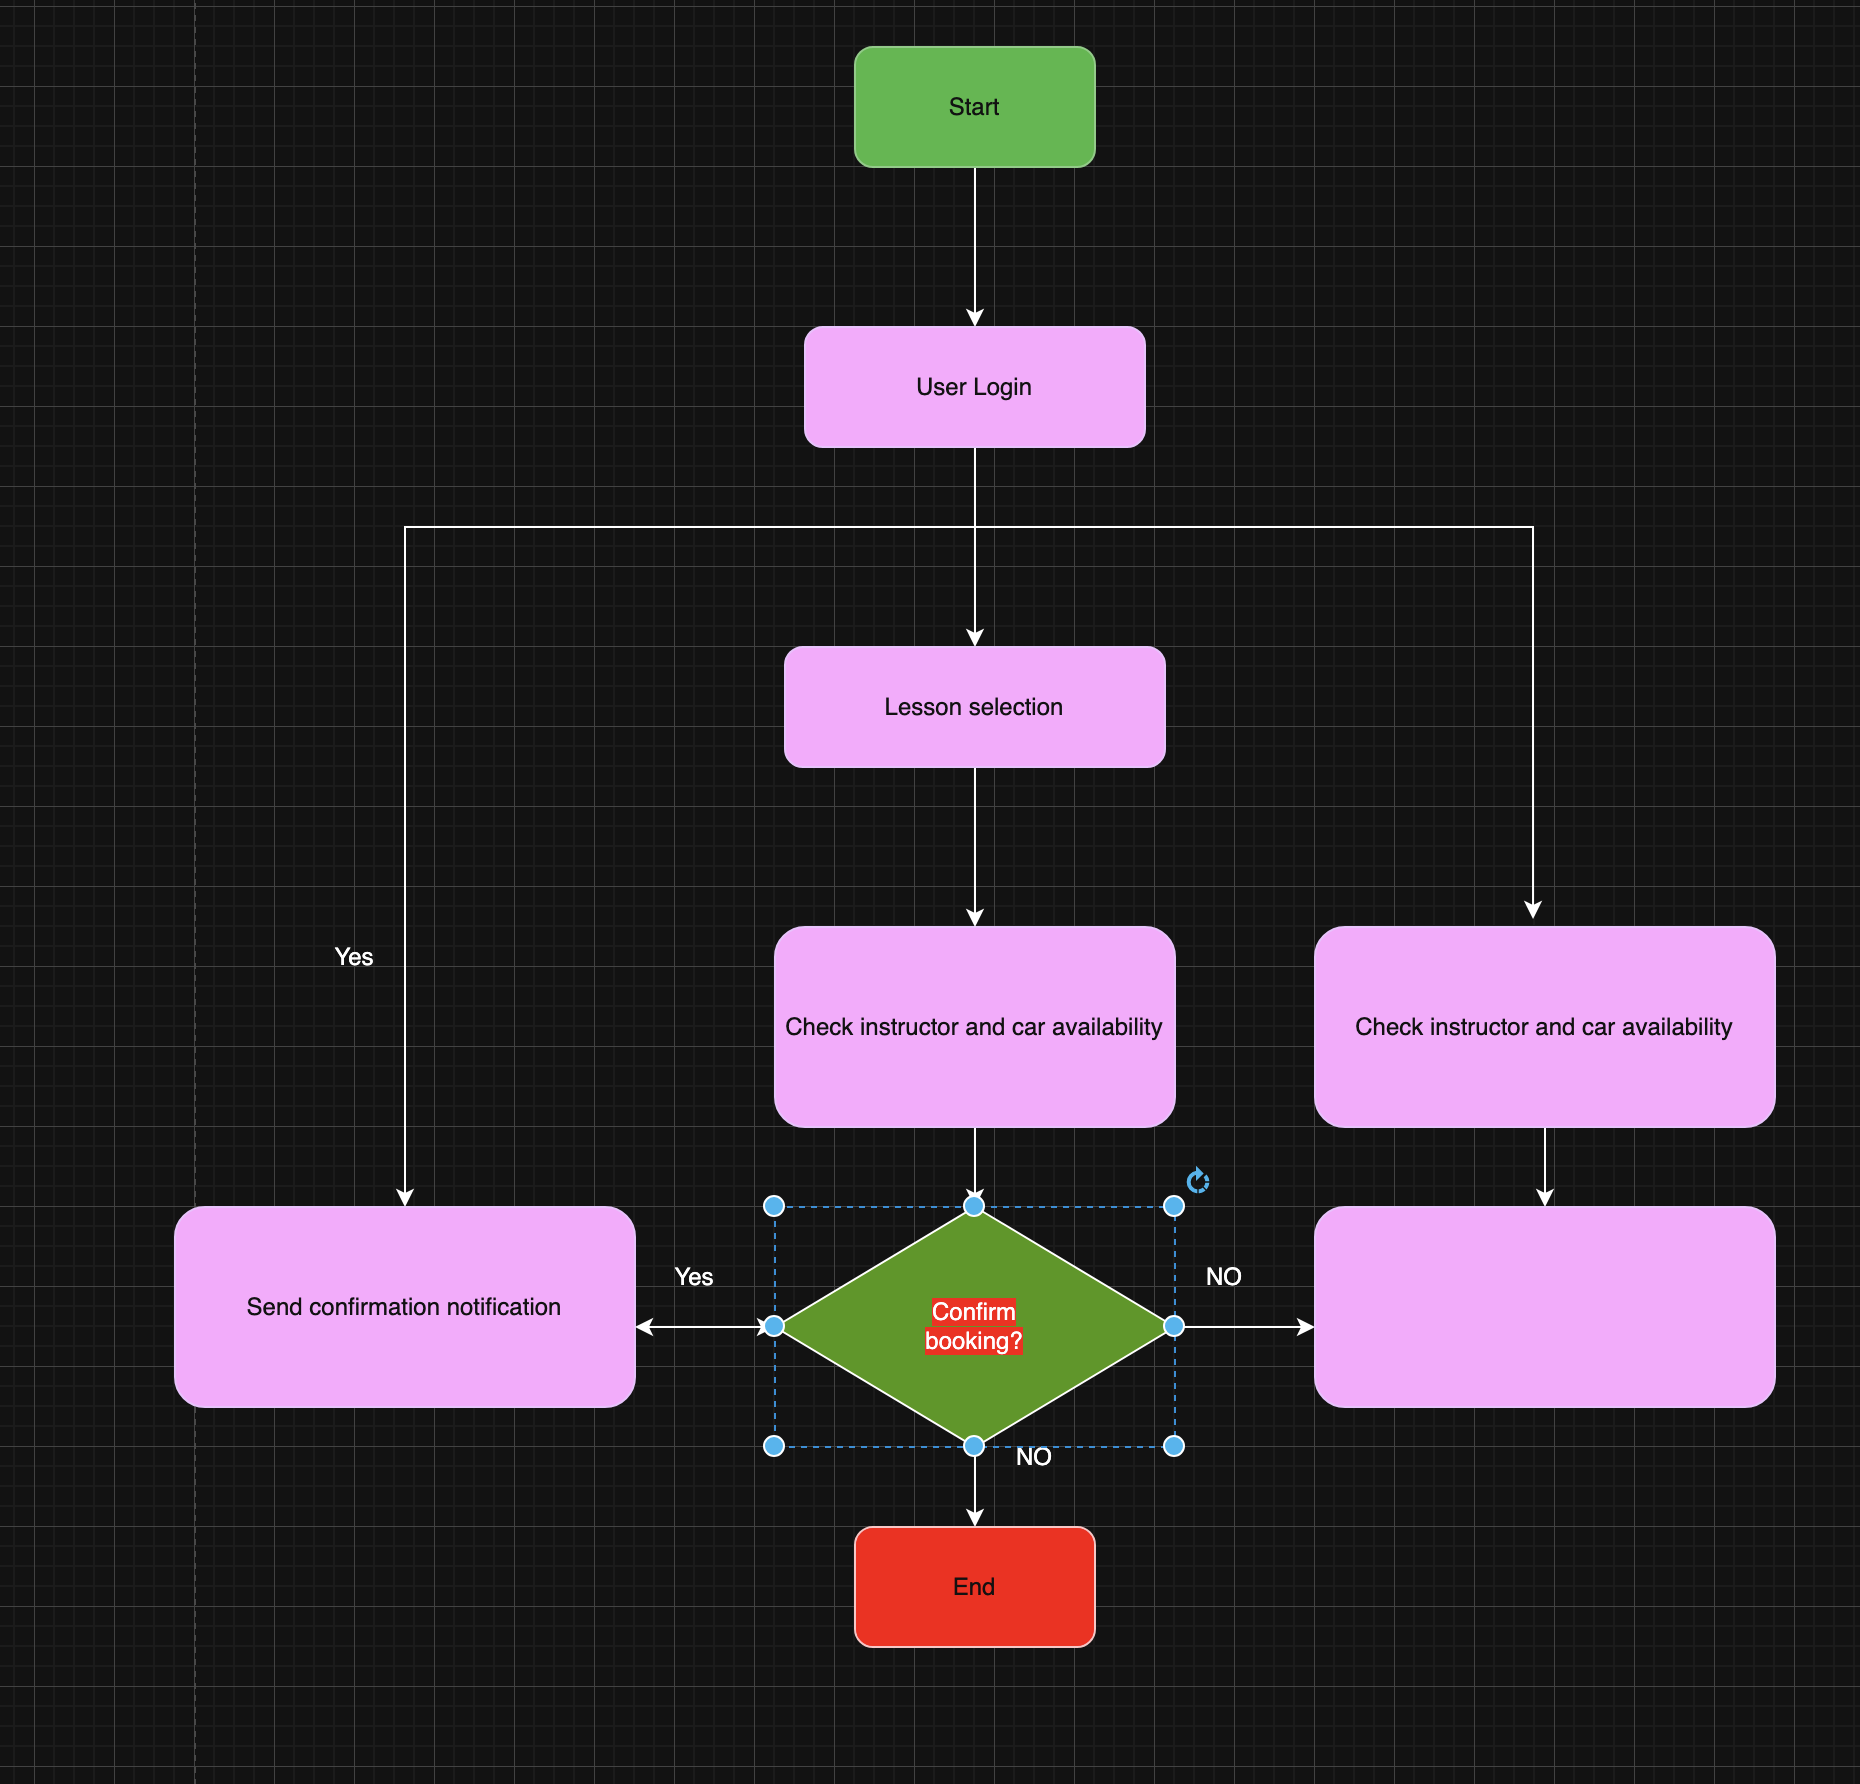 Start
User Login
Lesson selection
Yes
Check instructor and car availability
Check instructor and car availability
Send confirmation notification
Yes
Confirm
booking?
NO
NO
End